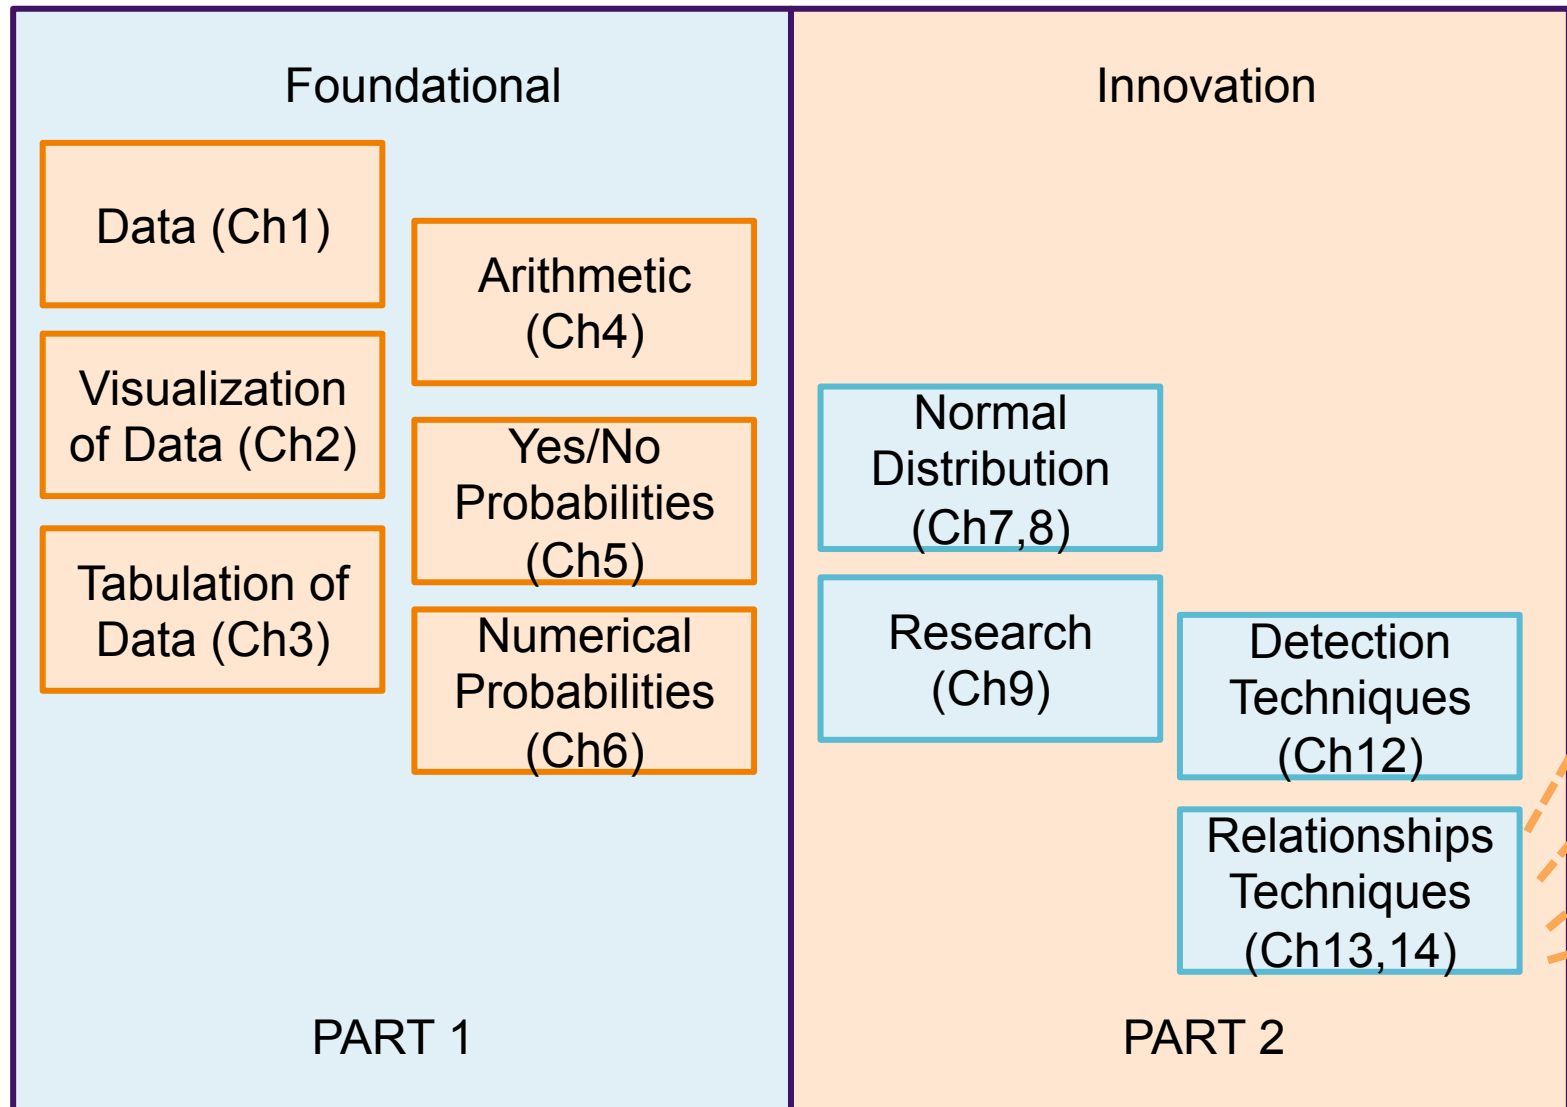 Foundational
Data (Ch1)
Visualization
of Data (Ch2)
Tabulation of
Data (Ch3)
Arithmetic
(Ch4)
Yes/No
Probabilities
(Ch5)
Numerical
Probabilities
(Ch6)
PART 1
Innovation
Normal
Distribution
(Ch7,8)
Research
(Ch9)
Detection
Techniques
(Ch12)
Relationships
Techniques
(Ch13,14)
PART 2